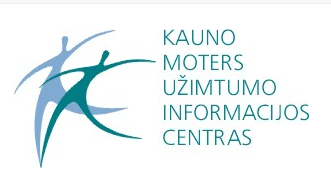 KAUNO
MOTERS
UŽIMTUMO
INFORMACIJOS
CENTRAS